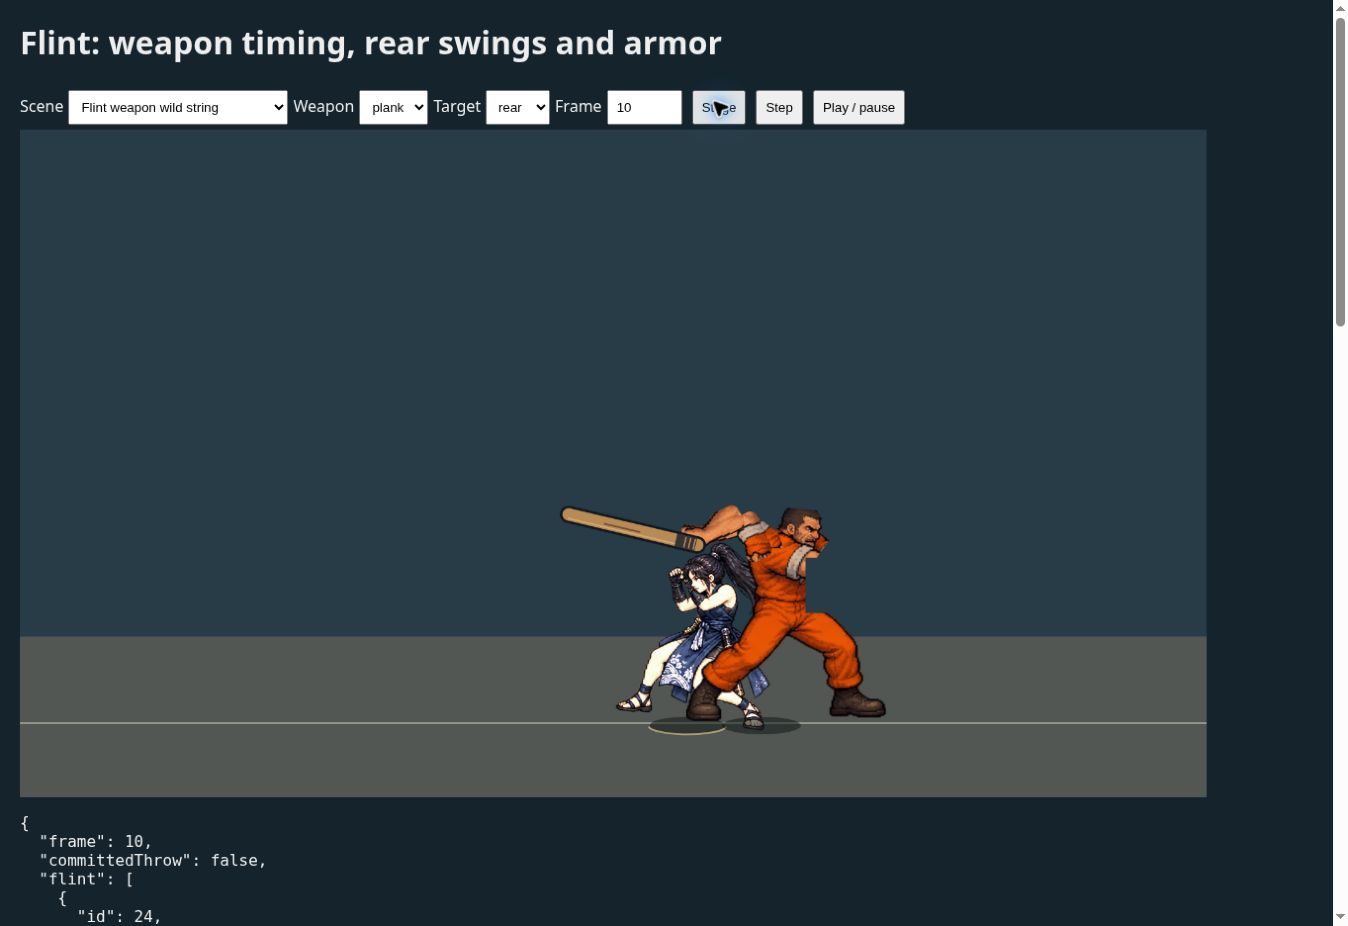 Flint: weapon timing, rear swings and armor
Scene Flint weapon wild string Weapon plank Target rear Frame 10 Stage Step Play / pause
{
"frame": 10,
"committedThrow": false,
"flint": [
{
"id": 24,